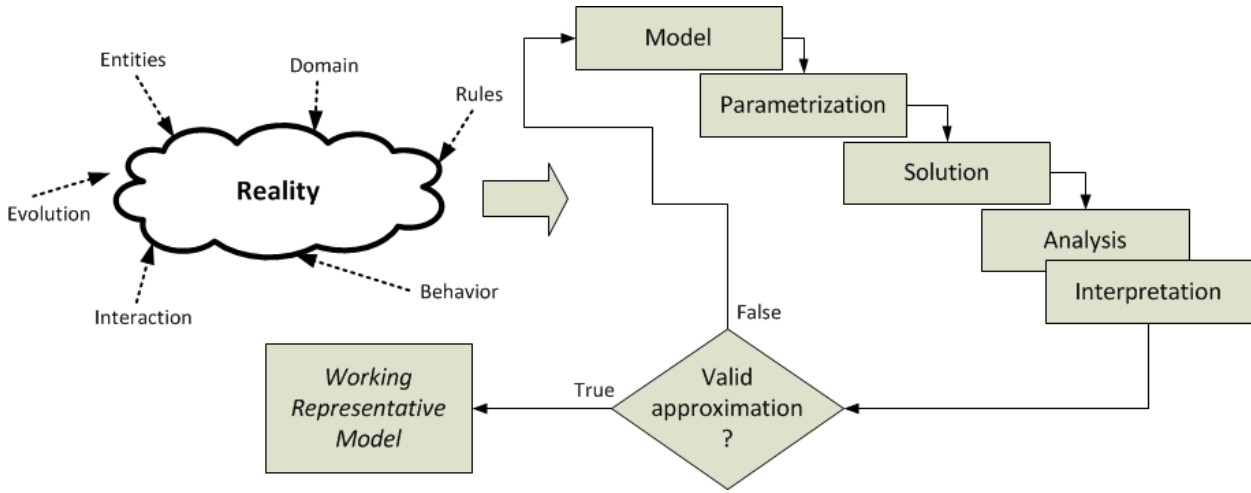 Entities
Domain
Rules
Reality
Evolution
Interaction
Behavior
Model
Parametrization
Solution
Analysis
Interpretation
False
Valid
approximation
?
True
Working
Representative
Model